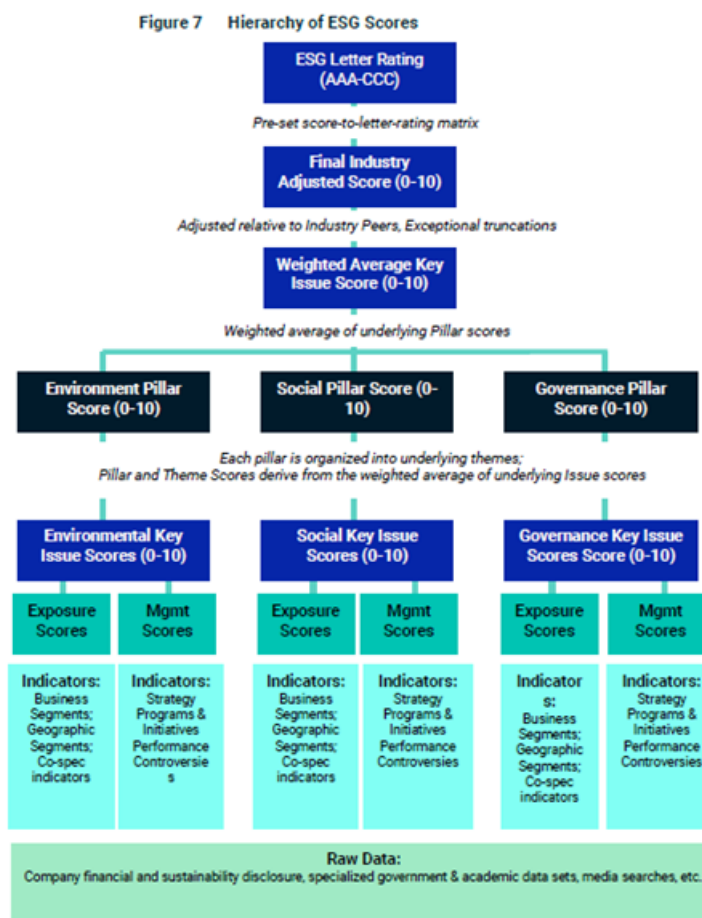 Figure 7 Hierarchy of ESG Scores
ESG Letter Rating
(AAA-CCC)
Pre-set score-to-letter-rating matrix
Final Industry
Adjusted Score (0-10)
Adjusted relative to Industry Peers, Exceptional truncations
Weighted Average Key
Issue Score (0-10)
Weighted average of underlying Pillar scores
Environment Pillar
Score (0-10)
Social Pillar Score (0-
10)
Governance Pillar
Score (0-10)
Each pillar is organized into underlying themes;
Pillar and Theme Scores derive from the weighted average of underlying Issue scores
Environmental Key
Issue Scores (0-10)
Social Key Issue
Scores (0-10)
Governance Key Issue
Scores Score (0-10)
Exposure
Scores
Mgmt
Scores
Exposure
Scores
Mgmt
Scores
Exposure
Scores
Mgmt
Scores
Indicators:
Business
Segments;
Geographic
Segments;
Co-spec
indicators
Indicators:
Strategy
Programs &
Initiatives
Performance
Controversie
s
Indicators:
Business
Segments;
Geographic
Segments;
Co-spec
indicators
Indicators:
Strategy
Programs &
Initiatives
Performance
Controversies
Indicator
s:
Business
Segments;
Geographic
Segments;
Co-spec
indicators
Indicators:
Strategy
Programs &
Initiatives
Performance
Controversies
Raw Data:
Company financial and sustainability disclosure, specialized government & academic data sets, media searches, etc.